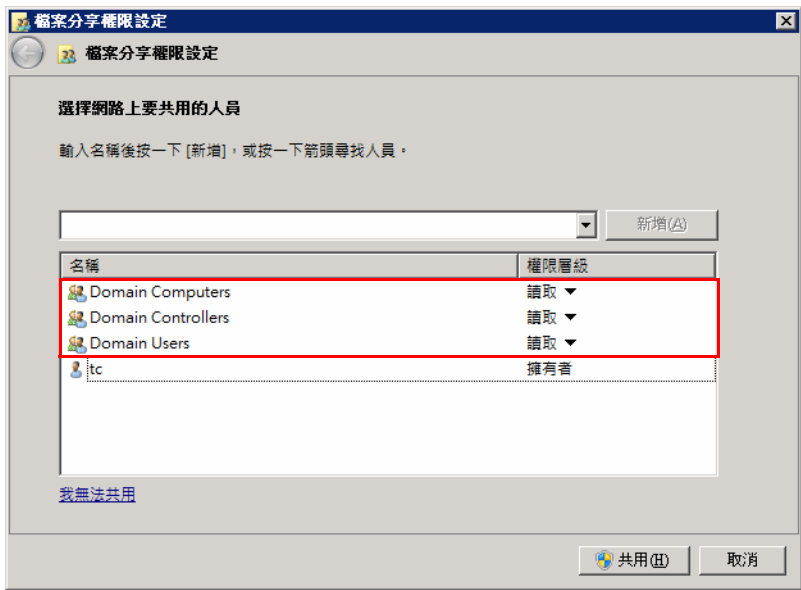 檔案分享權限設定
檔案分享權限設定
選擇網路上要共用的人員
輸入名稱後按一下 [新增]，或按一下箭頭尋找人員。
新增(A)
名稱 權限層級
Domain Computers 讀取
Domain Controllers 讀取
Domain Users 讀取
tc 擁有者
我無法共用
共用(H) 取消